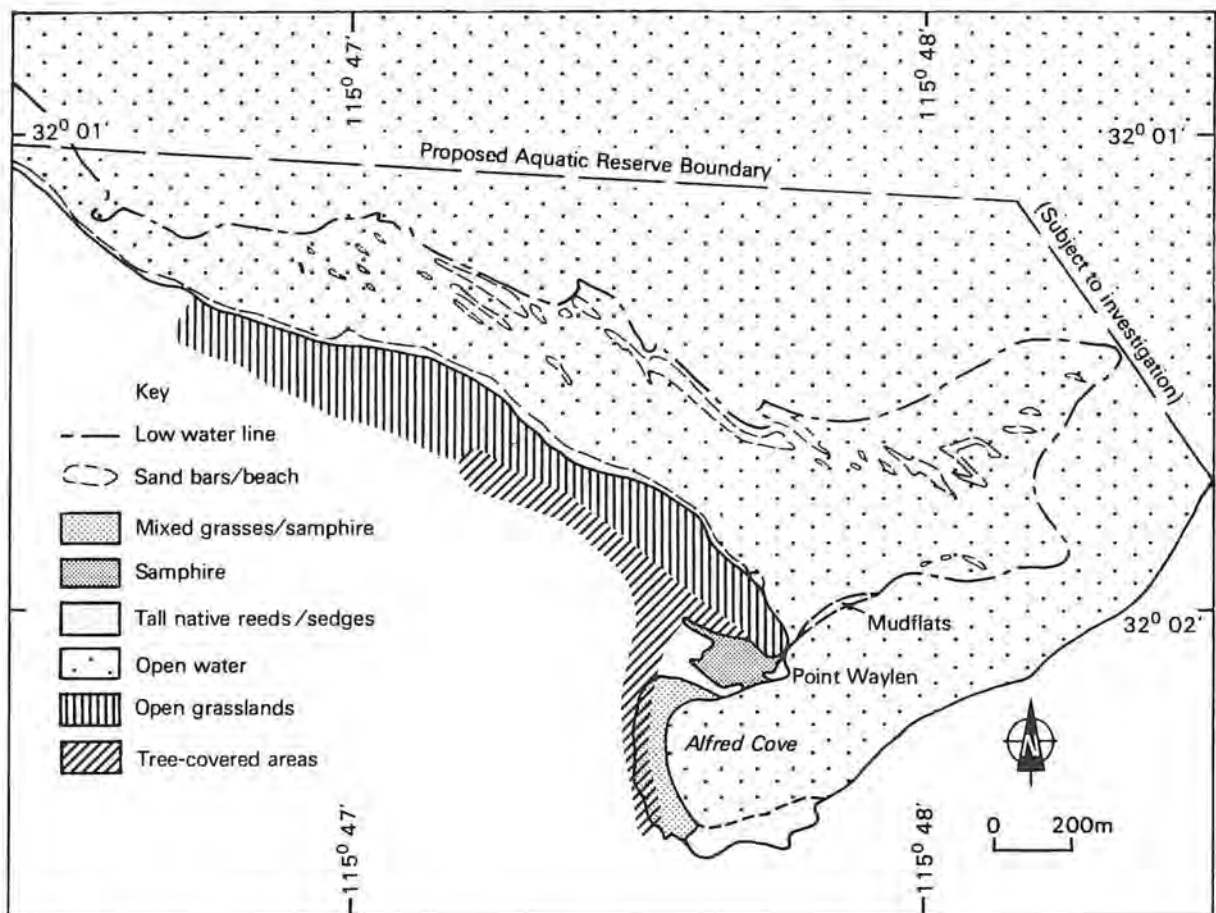 115° 47'
115° 48'
32° 01'
32° 01'
Proposed Aquatic Reserve Boundary
(Subject to investigation)
Key
Low water line
Sand bars/beach
Mixed grasses/samphire
Samphire
Tall native reeds/sedges
Open water
Open grasslands
Tree-covered areas
Mudflats
32° 02'
Point Waylen
Alfred Cove
N
0 200m
115° 47'
115° 48'